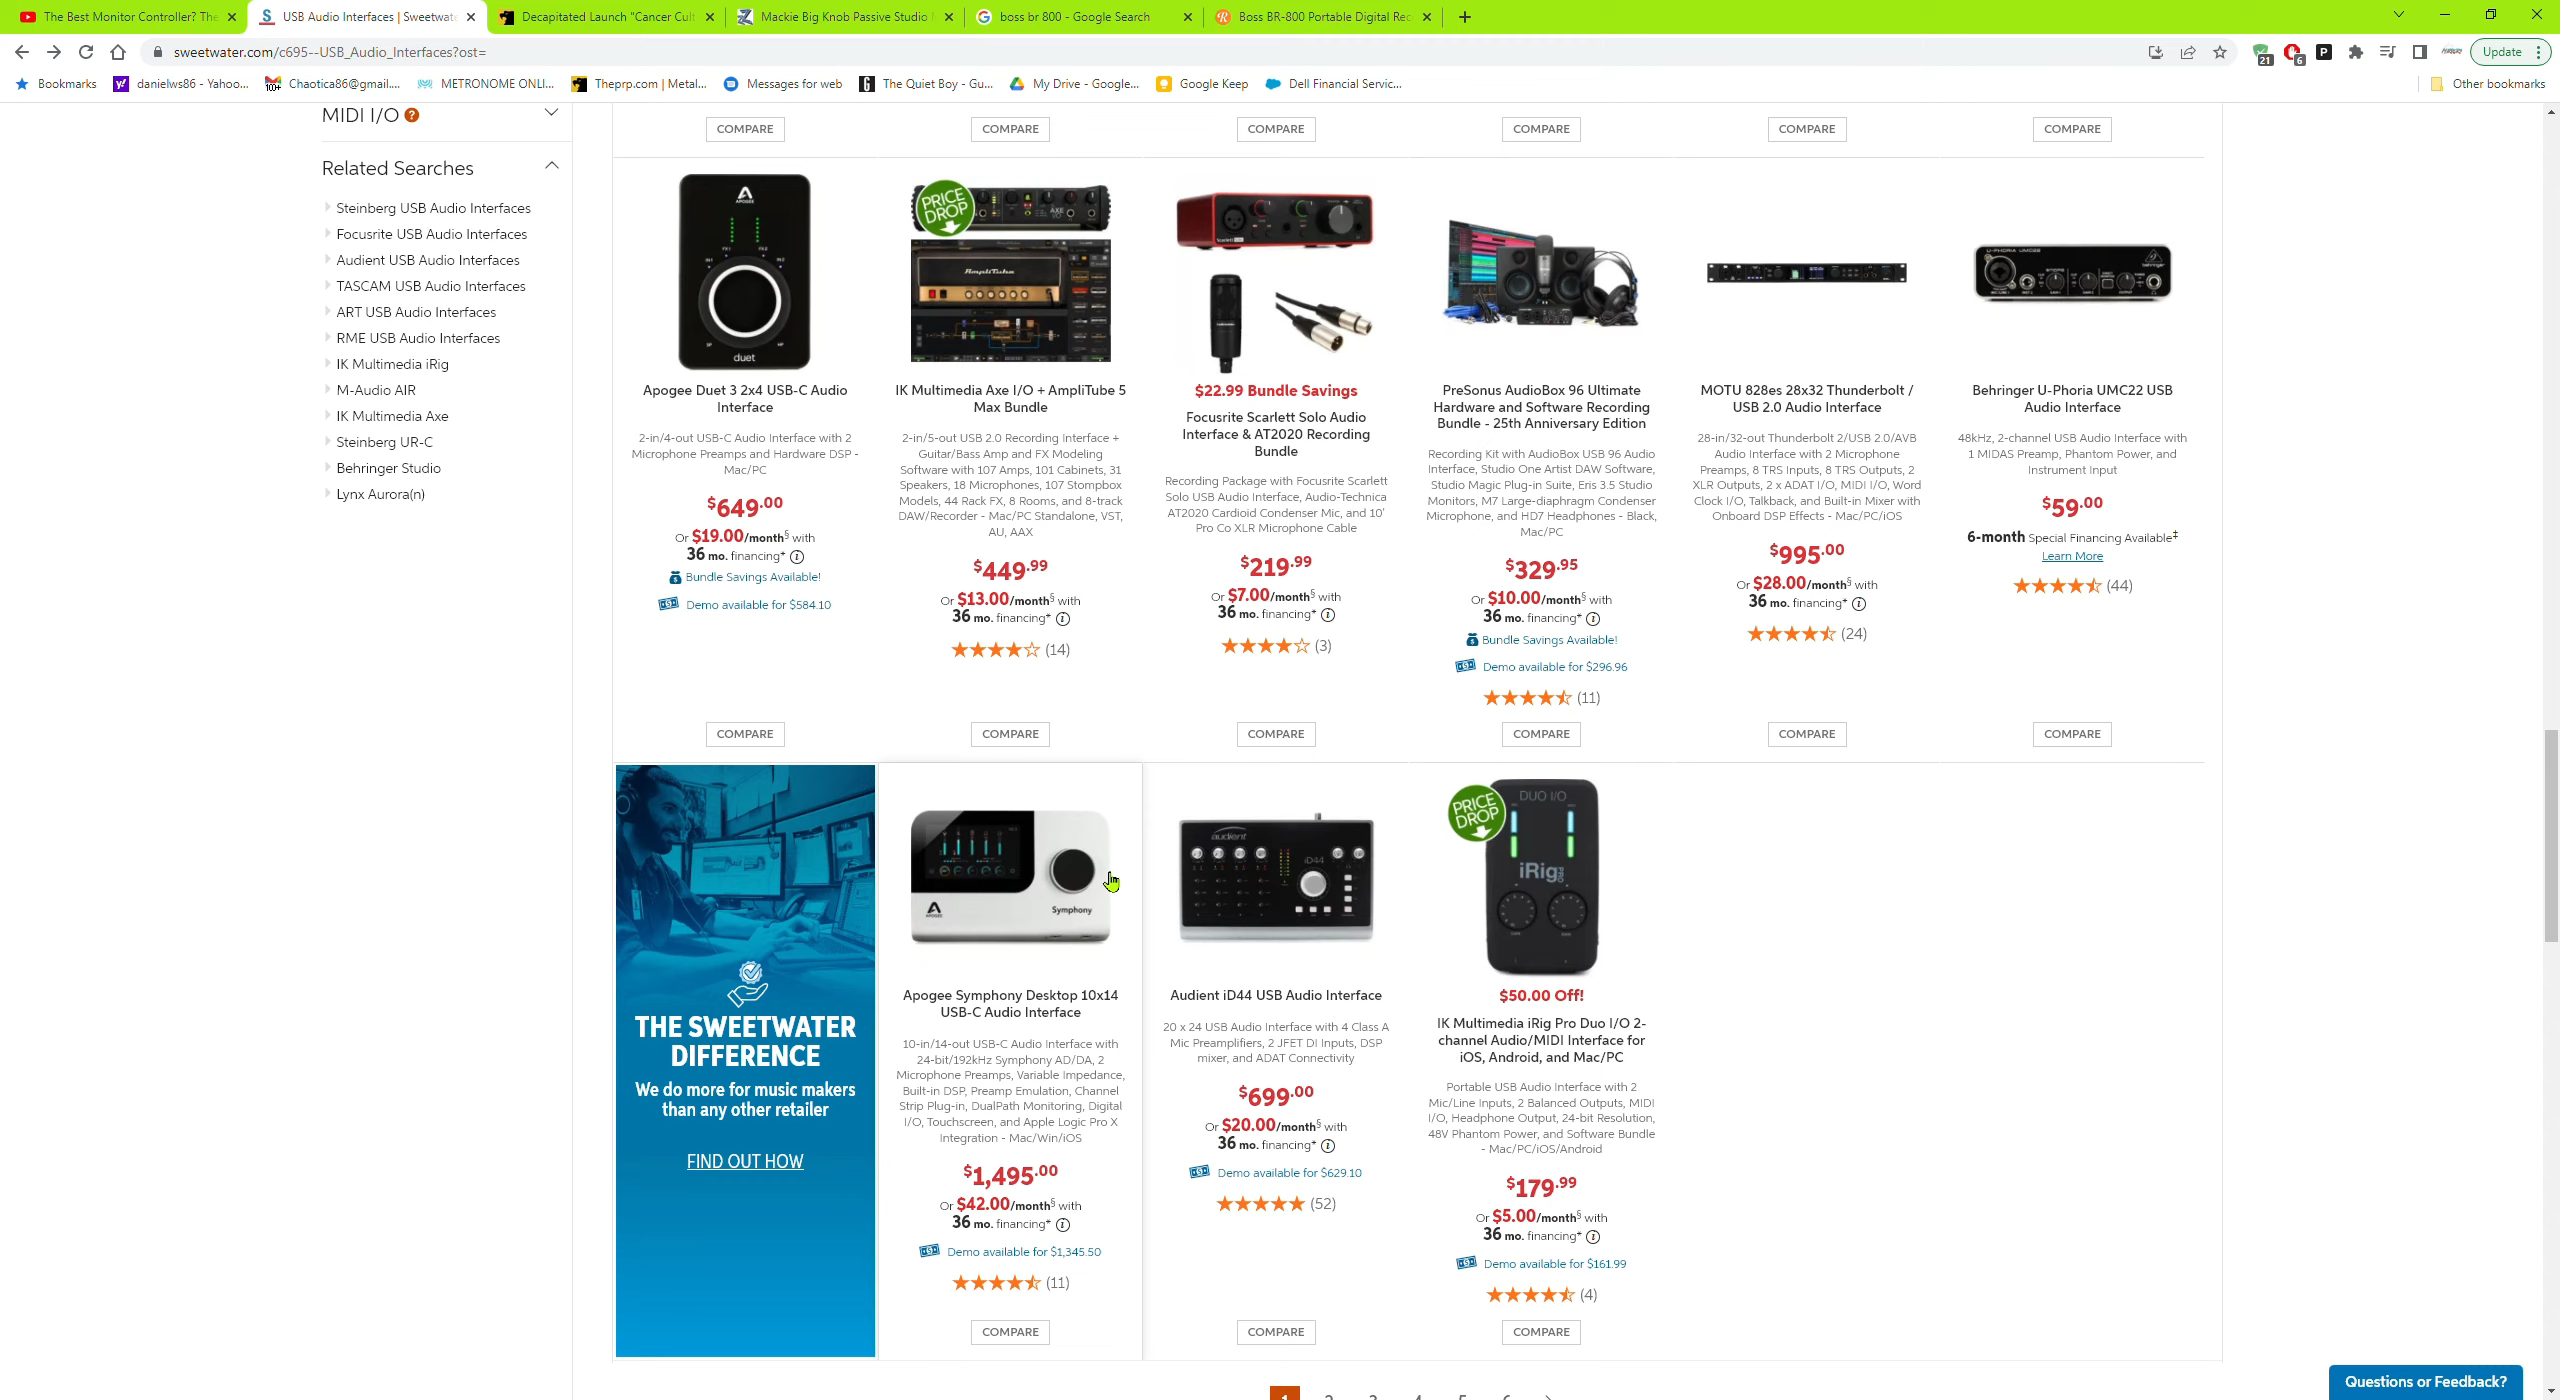 The Best Monitor Controller? The
USB Audio Interfaces | Sweetwate
Decapitated Launch "Cancer Cult
Mackie Big Knob Passive Studio
boss br 800 - Google Search
Boss BR-800 Portable Digital Rec
sweetwater.com/c695--USB_Audio_Interfaces?ost=
21
6
P
Update
Bookmarks
danielws86 - Yahoo...
Chaotica86@gmail....
METRONOME ONLI...
Theprp.com | Metal...
Messages for web
The Quiet Boy - Gu...
My Drive - Google...
Google Keep
Dell Financial Servic...
Other bookmarks
MIDI I/O ?
Related Searches
Steinberg USB Audio Interfaces
Focusrite USB Audio Interfaces
Audient USB Audio Interfaces
TASCAM USB Audio Interfaces
ART USB Audio Interfaces
RME USB Audio Interfaces
IK Multimedia iRig
M-Audio AIR
IK Multimedia Axe
Steinberg UR-C
Behringer Studio
Lynx Aurora(n)
COMPARE COMPARE COMPARE COMPARE COMPARE COMPARE
APOGEE
duet
Apogee Duet 3 2x4 USB-C Audio
Interface
2-in/4-out USB-C Audio Interface with 2
Microphone Preamps and Hardware DSP -
Mac/PC
$649.00
Or $19.00/month§ with
36 mo. financing* i
Bundle Savings Available!
Demo available for $584.10
COMPARE
PRICE
DROP
AXE
I/O
AmpliTube
IK Multimedia Axe I/O + AmpliTube 5
Max Bundle
2-in/5-out USB 2.0 Recording Interface +
Guitar/Bass Amp and FX Modeling
Software with 107 Amps, 101 Cabinets, 31
Speakers, 18 Microphones, 107 Stompbox
Models, 44 Rack FX, 8 Rooms, and 8-track
DAW/Recorder - Mac/PC Standalone, VST,
AU, AAX
$449.99
Or $13.00/month§ with
36 mo. financing* i
(14)
COMPARE
$22.99 Bundle Savings
Focusrite Scarlett Solo Audio
Interface & AT2020 Recording
Bundle
Recording Package with Focusrite Scarlett
Solo USB Audio Interface, Audio-Technica
AT2020 Cardioid Condenser Mic, and 10'
Pro Co XLR Microphone Cable
$219.99
Or $7.00/month§ with
36 mo. financing* i
(3)
COMPARE
PreSonus AudioBox 96 Ultimate
Hardware and Software Recording
Bundle - 25th Anniversary Edition
Recording Kit with AudioBox USB 96 Audio
Interface, Studio One Artist DAW Software,
Studio Magic Plug-in Suite, Eris 3.5 Studio
Monitors, M7 Large-diaphragm Condenser
Microphone, and HD7 Headphones - Black,
Mac/PC
$329.95
Or $10.00/month§ with
36 mo. financing* i
Bundle Savings Available!
Demo available for $296.96
(11)
COMPARE
MOTU 828es 28x32 Thunderbolt /
USB 2.0 Audio Interface
28-in/32-out Thunderbolt 2/USB 2.0/AVB
Audio Interface with 2 Microphone
Preamps, 8 TRS Inputs, 8 TRS Outputs, 2
XLR Outputs, 2 x ADAT I/O, MIDI I/O, Word
Clock I/O, Talkback, and Built-in Mixer with
Onboard DSP Effects - Mac/PC/iOS
$995.00
Or $28.00/month§ with
36 mo. financing* i
(24)
COMPARE
U-PHORIA UMC22
behringer
Behringer U-Phoria UMC22 USB
Audio Interface
48kHz, 2-channel USB Audio Interface with
1 MIDAS Preamp, Phantom Power, and
Instrument Input
$59.00
6-month Special Financing Available‡
Learn More
(44)
COMPARE
THE SWEETWATER
DIFFERENCE
We do more for music makers
than any other retailer
FIND OUT HOW
APOGEE
Symphony
Apogee Symphony Desktop 10x14
USB-C Audio Interface
10-in/14-out USB-C Audio Interface with
24-bit/192kHz Symphony AD/DA, 2
Microphone Preamps, Variable Impedance,
Built-in DSP, Preamp Emulation, Channel
Strip Plug-in, DualPath Monitoring, Digital
I/O, Touchscreen, and Apple Logic Pro X
Integration - Mac/Win/iOS
$1,495.00
Or $42.00/month§ with
36 mo. financing* i
Demo available for $1,345.50
(11)
COMPARE
audient
iD44
Audient iD44 USB Audio Interface
20 x 24 USB Audio Interface with 4 Class A
Mic Preamplifiers, 2 JFET DI Inputs, DSP
mixer, and ADAT Connectivity
$699.00
Or $20.00/month§ with
36 mo. financing* i
Demo available for $629.10
(52)
COMPARE
PRICE
DROP
DUO I/O
iRig PRO
$50.00 Off!
IK Multimedia iRig Pro Duo I/O 2-
channel Audio/MIDI Interface for
iOS, Android, and Mac/PC
Portable USB Audio Interface with 2
Mic/Line Inputs, 2 Balanced Outputs, MIDI
I/O, Headphone Output, 24-bit Resolution,
48V Phantom Power, and Software Bundle
- Mac/PC/iOS/Android
$179.99
Or $5.00/month§ with
36 mo. financing* i
Demo available for $161.99
(4)
COMPARE
1 2 3 4 5 6
Questions or Feedback?